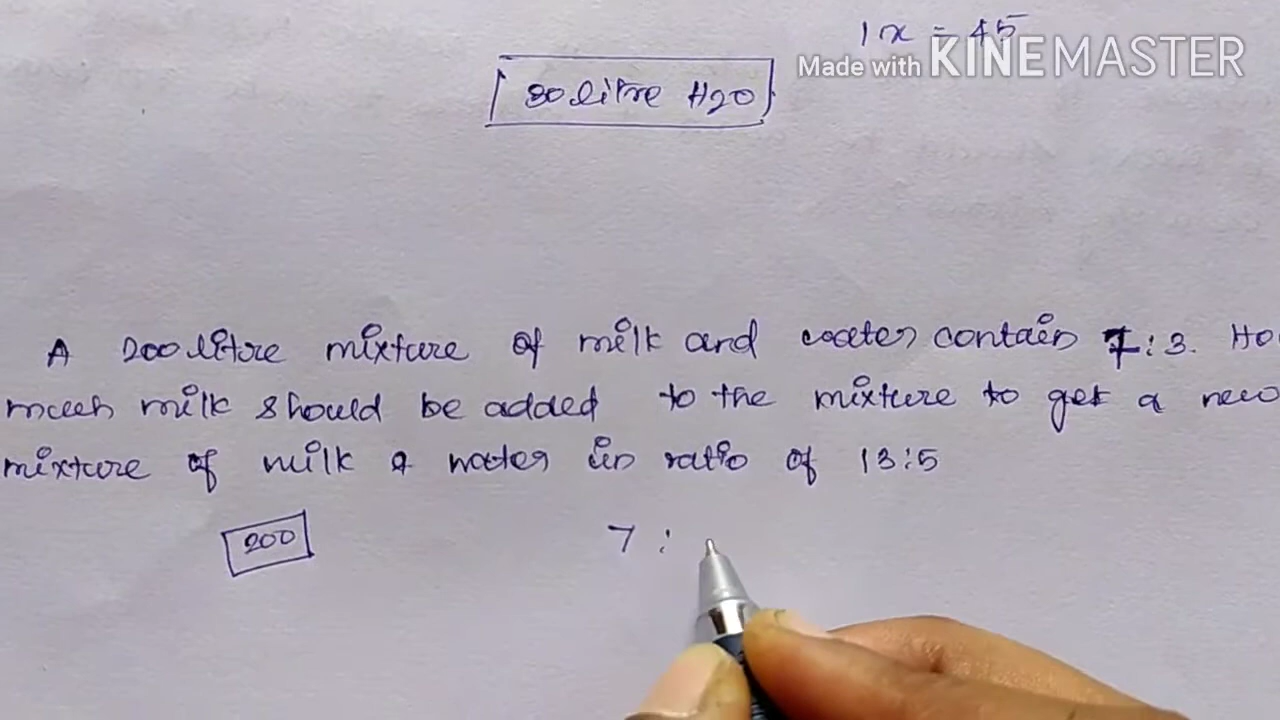 1x = 45
Made with KINEMASTER
80 litre H2O
A 200 litre mixture of milk and water contain 7:3. Ho
much milk should be added to the mixture to get a new
mixture of milk & water in ratio of 13:5
200 7 :